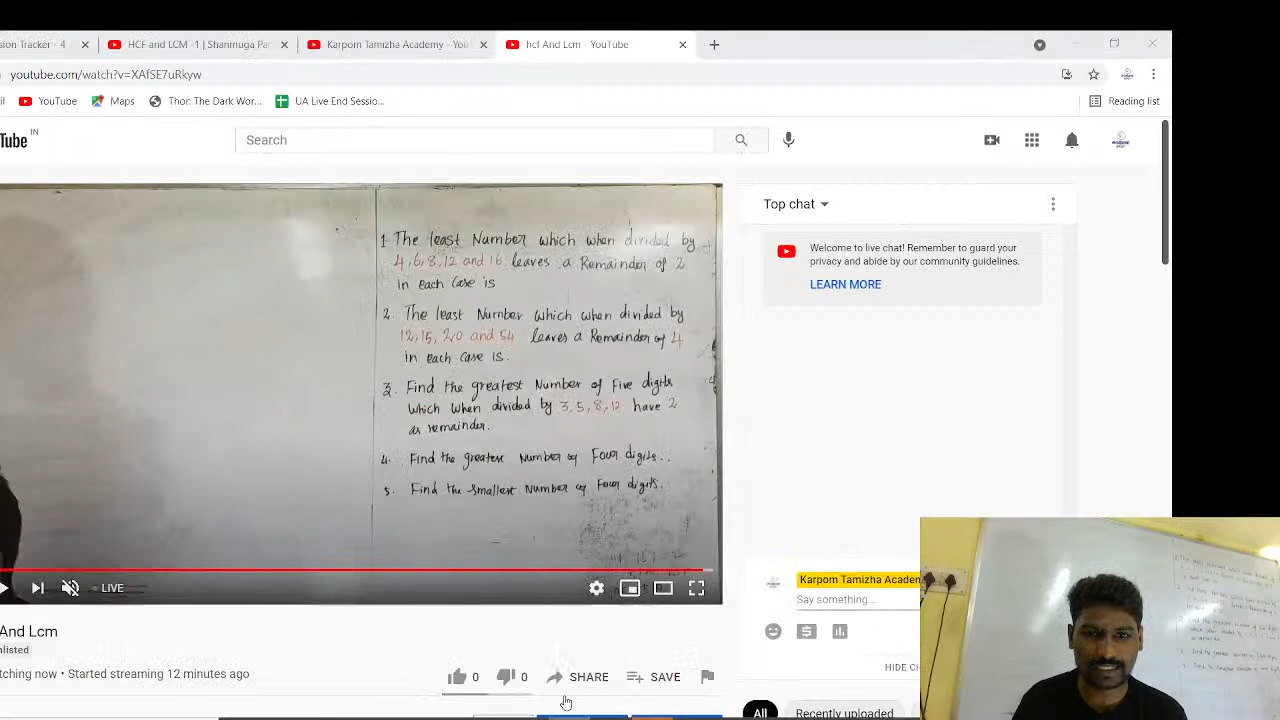 sion Tracker - 4
HCF and LCM -1 | Shanmuga Par
Karpom Tamizha Academy - You
hcf And Lcm - YouTube
youtube.com/watch?v=XAfSE7uRkyw
YouTube
Maps
Thor: The Dark Wor...
UA Live End Sessio...
Reading list
Tube IN
Search
Top chat
Welcome to live chat! Remember to guard your
privacy and abide by our community guidelines.
LEARN MORE
1 The least Number which when divided by
4,6,8,12 and 16 leaves a Remainder of 2
in each case is
2. The least Number which when divided by
12,15, 20 and 54 leaves a Remainder of 4
in each case is.
3. Find the greatest Number of Five digits
which when divided by 3,5,8,12 have 2
as remainder.
4. Find the greatest Number of Four digits..
5. Find the smallest Number of Four digits.
LIVE
Karpom Tamizha Academ
Say something...
And Lcm
nlisted
tching now • Started streaming 12 minutes ago
0
0
SHARE
SAVE
HIDE CH
All
Recently uploaded